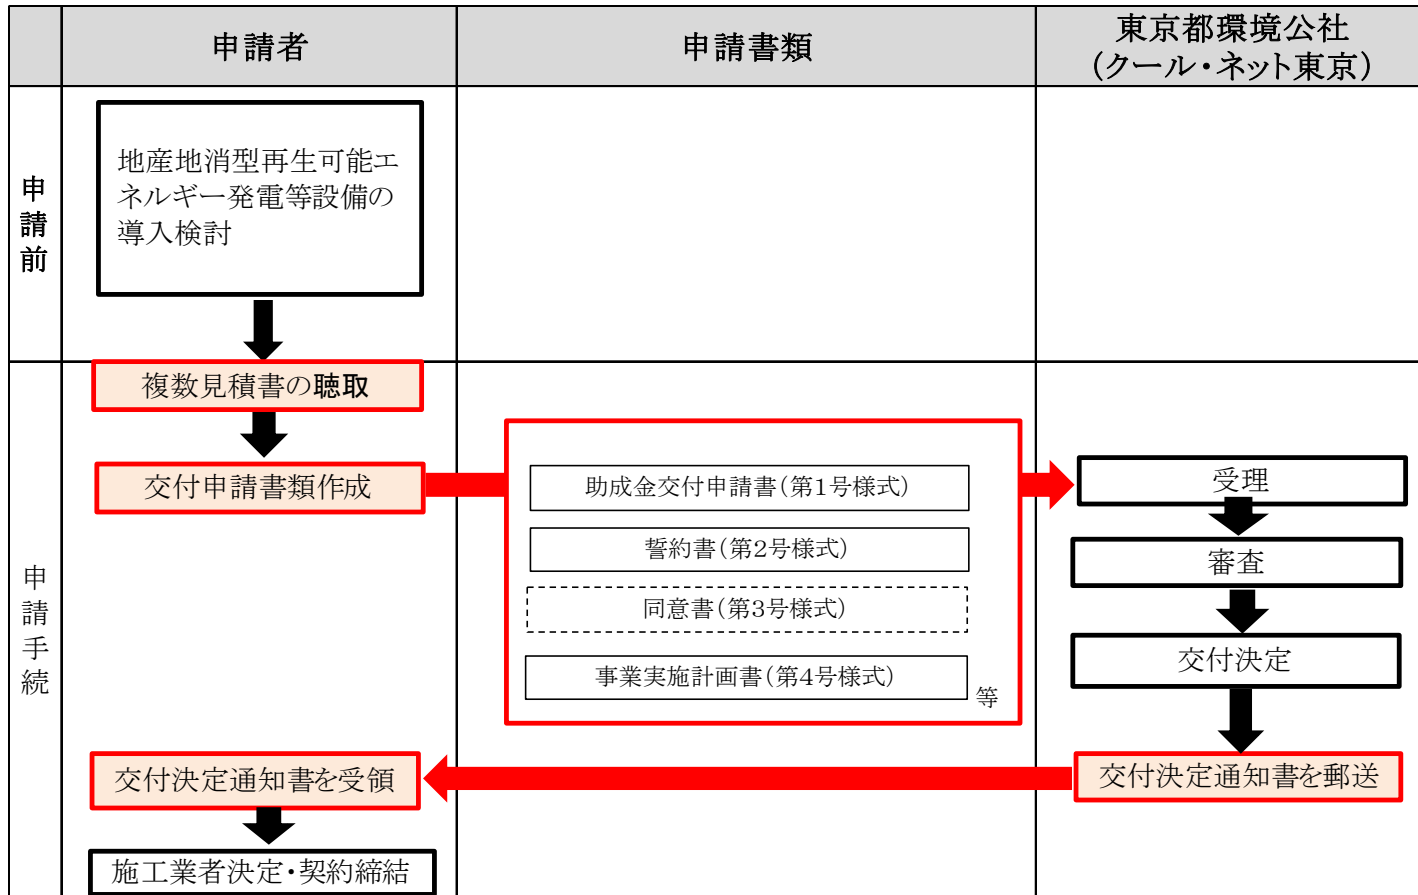 申請者
申請書類
東京都環境公社
(クール・ネット東京)
申請前
地産地消型再生可能エ
ネルギー発電等設備の
導入検討
申請手続
複数見積書の聴取
交付申請書類作成
助成金交付申請書(第1号様式)
誓約書(第2号様式)
同意書(第3号様式)
事業実施計画書(第4号様式)
等
受理
審査
交付決定
交付決定通知書を郵送
交付決定通知書を受領
施工業者決定・契約締結